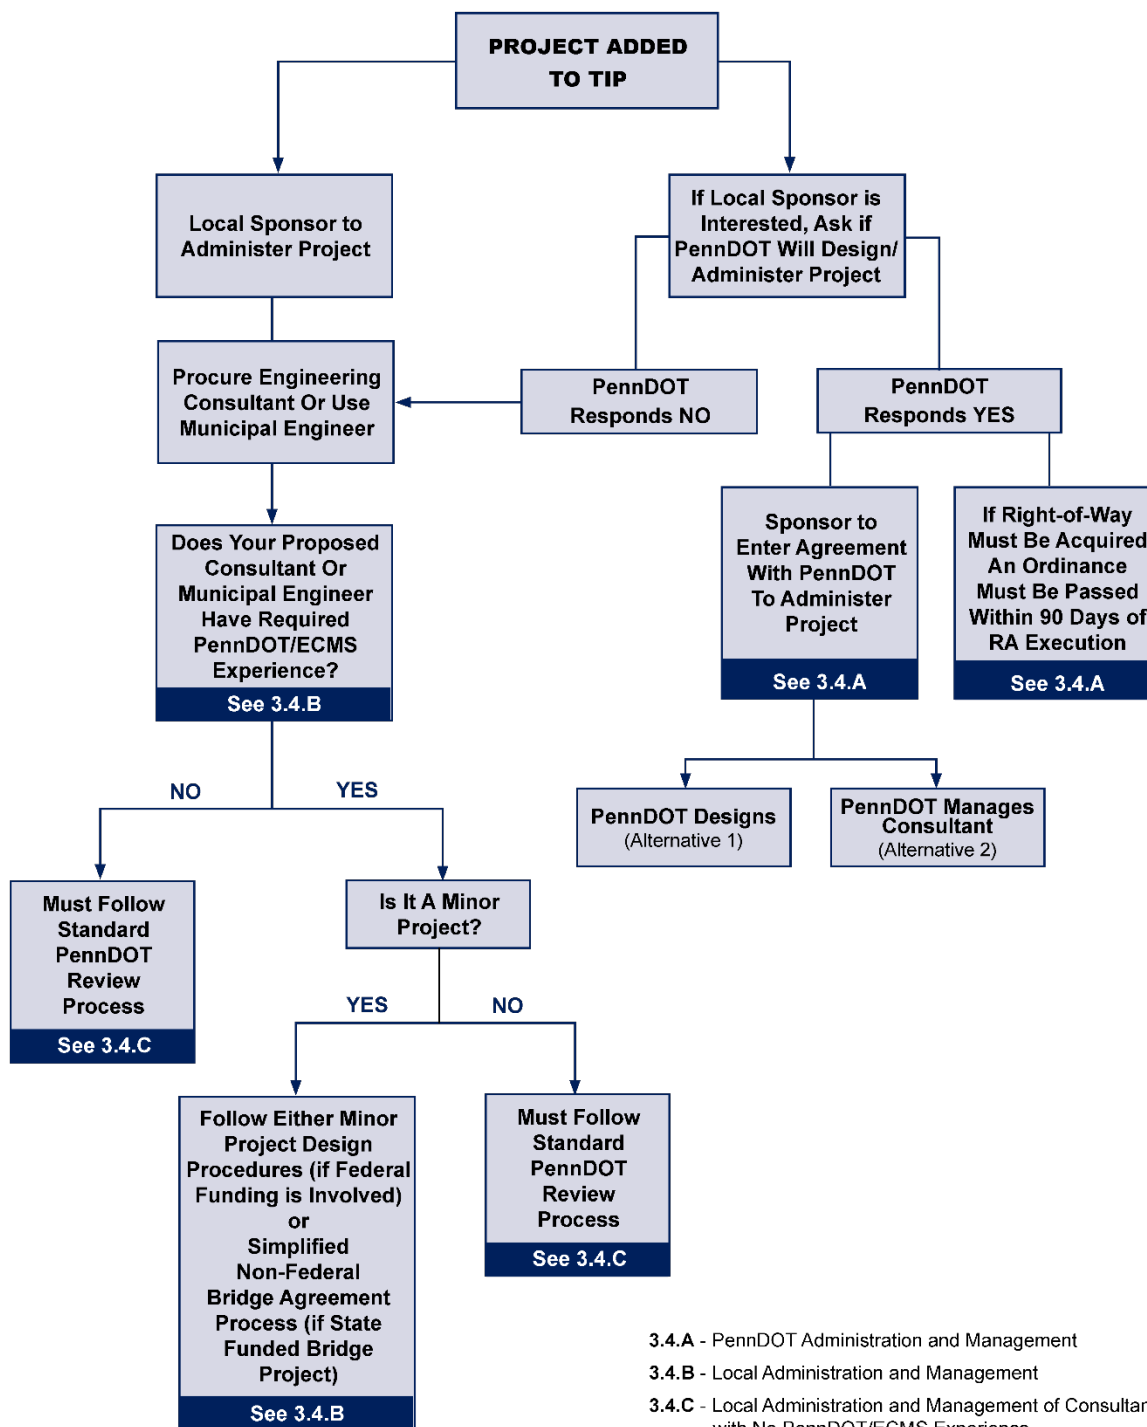 PROJECT ADDED
TO TIP
Local Sponsor to
Administer Project
If Local Sponsor is
Interested, Ask if
PennDOT Will Design/
Administer Project
Procure Engineering
Consultant Or Use
Municipal Engineer
PennDOT
Responds NO
PennDOT
Responds YES
Does Your Proposed
Consultant Or
Municipal Engineer
Have Required
PennDOT/ECMS
Experience?
See 3.4.B
Sponsor to
Enter Agreement
With PennDOT
To Administer
Project
See 3.4.A
If Right-of-Way
Must Be Acquired
An Ordinance
Must Be Passed
Within 90 Days of
RA Execution
See 3.4.A
NO
YES
PennDOT Designs
(Alternative 1)
PennDOT Manages
Consultant
(Alternative 2)
Must Follow
Standard
PennDOT
Review
Process
See 3.4.C
Is It A Minor
Project?
YES
NO
Follow Either Minor
Project Design
Procedures (if Federal
Funding is Involved)
or
Simplified
Non-Federal
Bridge Agreement
Process (if State
Funded Bridge
Project)
See 3.4.B
Must Follow
Standard
PennDOT
Review
Process
See 3.4.C
3.4.A - PennDOT Administration and Management
3.4.B - Local Administration and Management
3.4.C - Local Administration and Management of Consultan
with No PennDOT/ECMS Experience